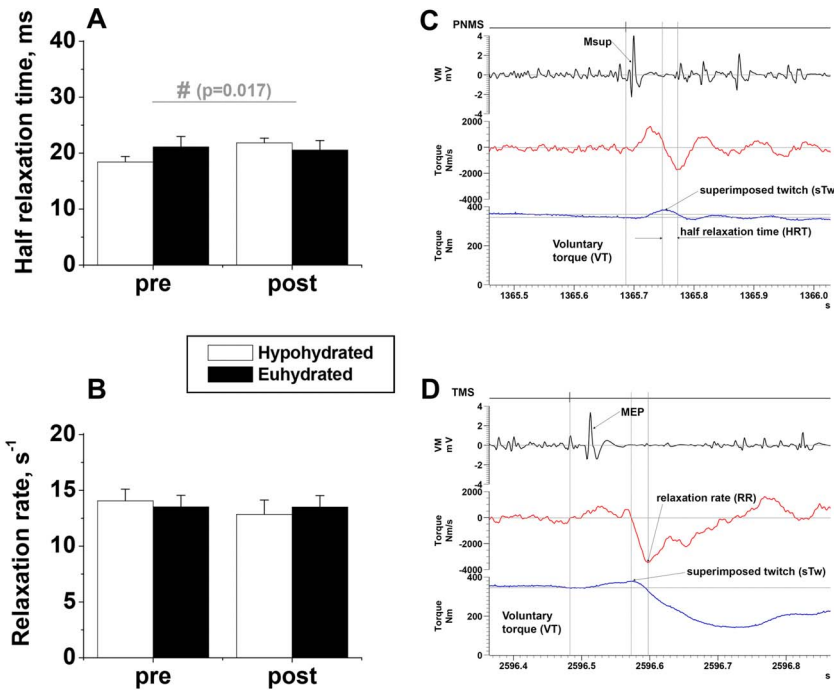 A
Half relaxation time, ms
50
40
30
20
10
0
# (p=0.017)
pre
post
Hypohydrated
Euhydrated
B
Relaxation rate, s-1
20
15
10
5
0
pre
post
C
PNMS
Msup
VM
mV
4
2
0
-2
-4
Torque
Nm/s
2000
0
-2000
-4000
superimposed twitch (sTw)
Torque
Nm
400
200
0
Voluntary
torque (VT)
half relaxation time (HRT)
1365.5
1365.6
1365.7
1365.8
1365.9
1366.0
s
D
TMS
MEP
VM
mV
4
2
0
-2
-4
Torque
Nm/s
2000
0
-2000
-4000
relaxation rate (RR)
superimposed twitch (sTw)
Torque
Nm
400
200
0
Voluntary
torque (VT)
2596.4
2596.5
2596.6
2596.7
2596.8
s